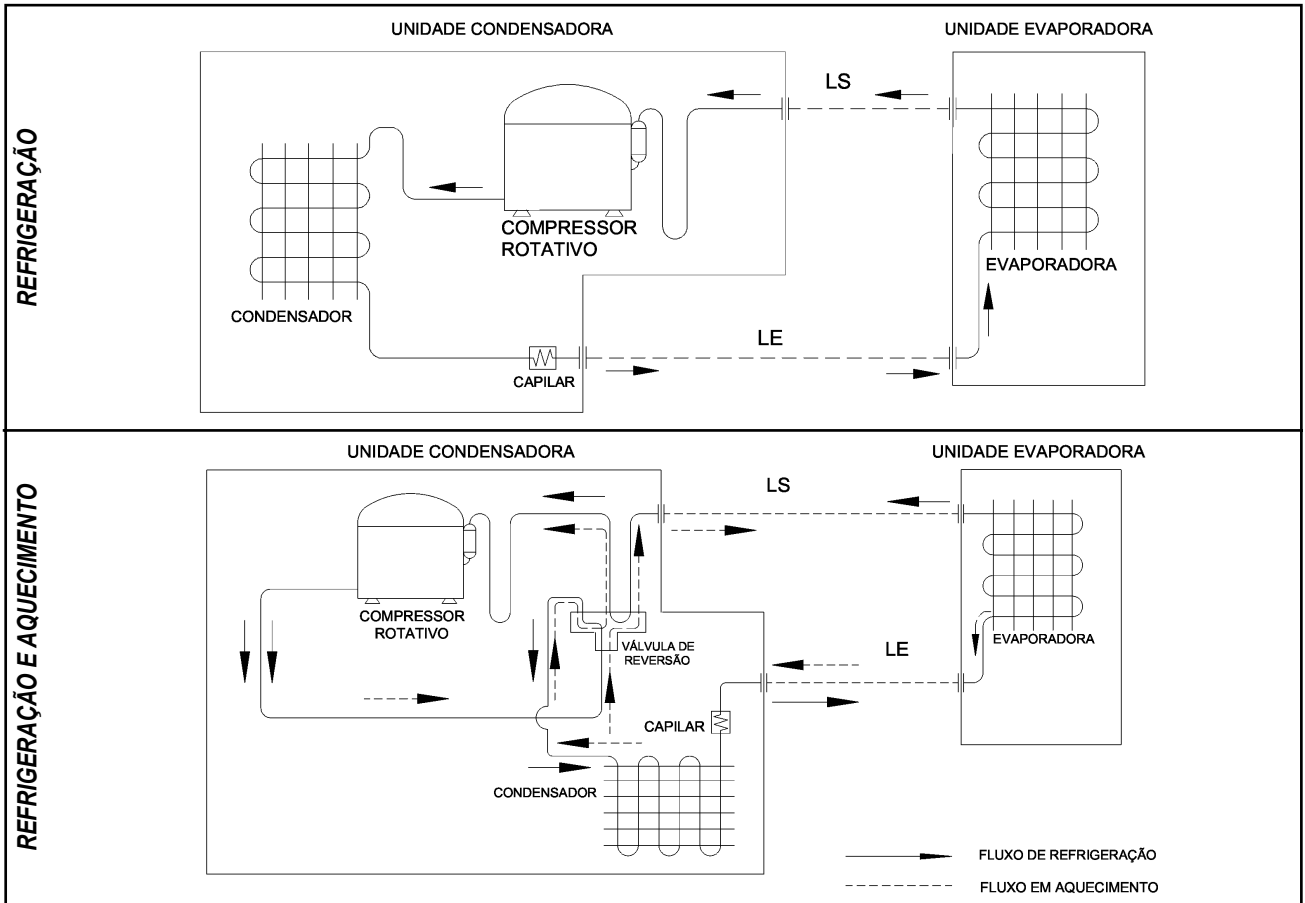 REFRIGERAÇÃO
UNIDADE CONDENSADORA
UNIDADE EVAPORADORA
LS
COMPRESSOR
ROTATIVO
EVAPORADORA
CONDENSADOR
LE
CAPILAR
REFRIGERAÇÃO E AQUECIMENTO
UNIDADE CONDENSADORA
UNIDADE EVAPORADORA
LS
COMPRESSOR
ROTATIVO
VÁLVULA DE
REVERSÃO
EVAPORADORA
LE
CAPILAR
CONDENSADOR
FLUXO DE REFRIGERAÇÃO
FLUXO EM AQUECIMENTO